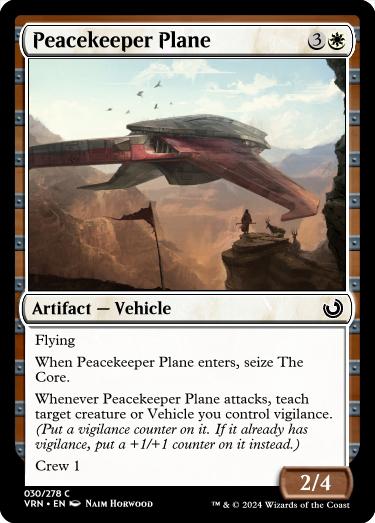 Peacekeeper Plane 3
Artifact — Vehicle
Flying
When Peacekeeper Plane enters, seize The
Core.
Whenever Peacekeeper Plane attacks, teach
target creature or Vehicle you control vigilance.
(Put a vigilance counter on it. If it already has
vigilance, put a +1/+1 counter on it instead.)
Crew 1
2/4
030/278 C
VRN • EN Naim Horwood
™ & © 2024 Wizards of the Coast